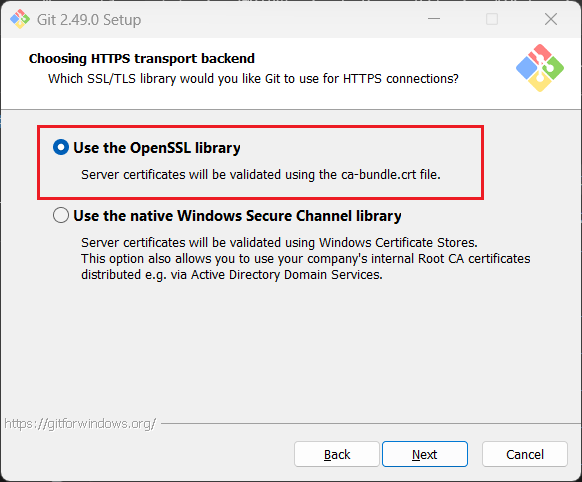 Git 2.49.0 Setup
Choosing HTTPS transport backend
Which SSL/TLS library would you like Git to use for HTTPS connections?
Use the OpenSSL library
Server certificates will be validated using the ca-bundle.crt file.
Use the native Windows Secure Channel library
Server certificates will be validated using Windows Certificate Stores.
This option also allows you to use your company's internal Root CA certificates
distributed e.g. via Active Directory Domain Services.
https://gitforwindows.org/
Back Next Cancel